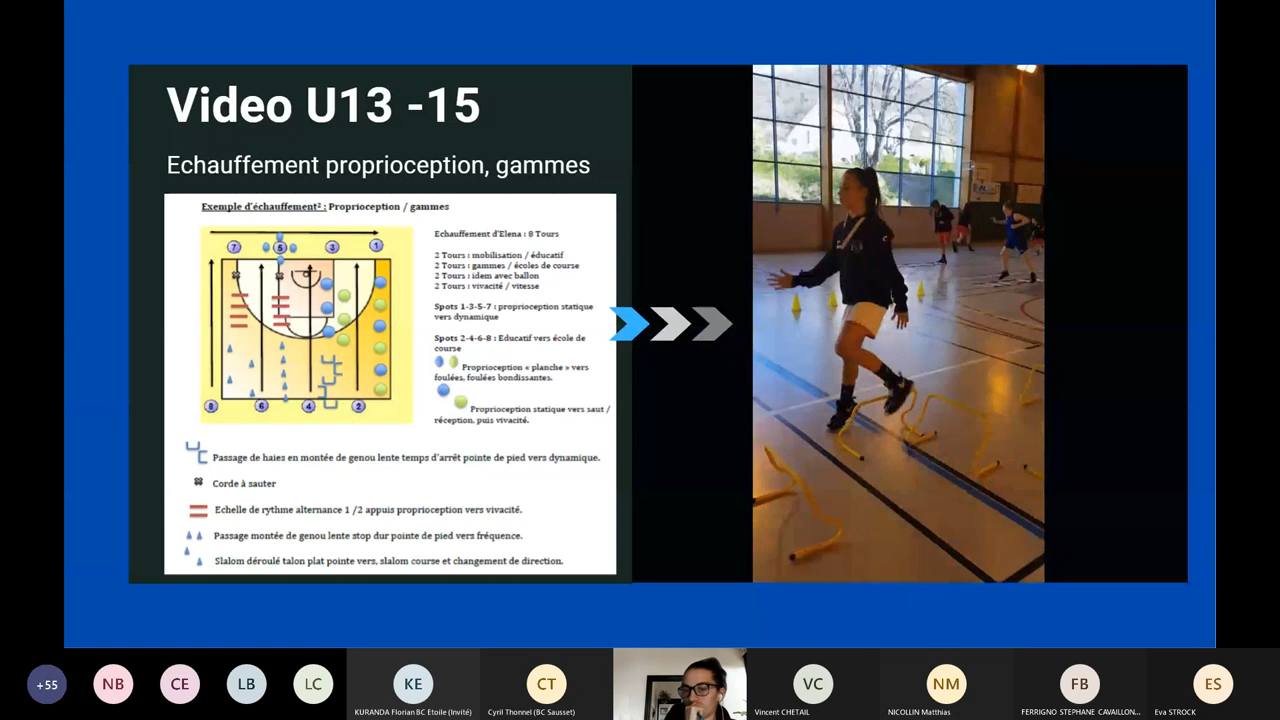 Video U13 -15
Echauffement proprioception, gammes
Exemple d'échauffement² : Proprioception / gammes
7
5
3
1
8
6
4
2
Echauffement d'Elena : 8 Tours
2 Tours : mobilisation / éducatif
2 Tours : gammes / écoles de course
2 Tours : idem avec ballon
2 Tours : vivacité / vitesse
Spots 1-3-5-7 : proprioception statique
vers dynamique
Spots 2-4-6-8 : Educatif vers école de
course
Proprioception « planche » vers
foulées, foulées bondissantes.
Proprioception statique vers saut /
réception, puis vivacité.
Passage de haies en montée de genou lente temps d'arrêt pointe de pied vers dynamique.
Corde à sauter
Echelle de rythme alternance 1 /2 appuis proprioception vers vivacité.
Passage montée de genou lente stop dur pointe de pied vers fréquence.
Slalom déroulé talon plat pointe vers, slalom course et changement de direction.
+55
NB
CE
LB
LC
KE
KURANDA Florian BC Etoile (Invité)
CT
Cyril Thonnel (BC Sausset)
VC
Vincent CHETAIL
NM
NICOLLIN Matthias
FB
FERRIGNO STEPHANE CAVAILLON...
ES
Eva STROCK